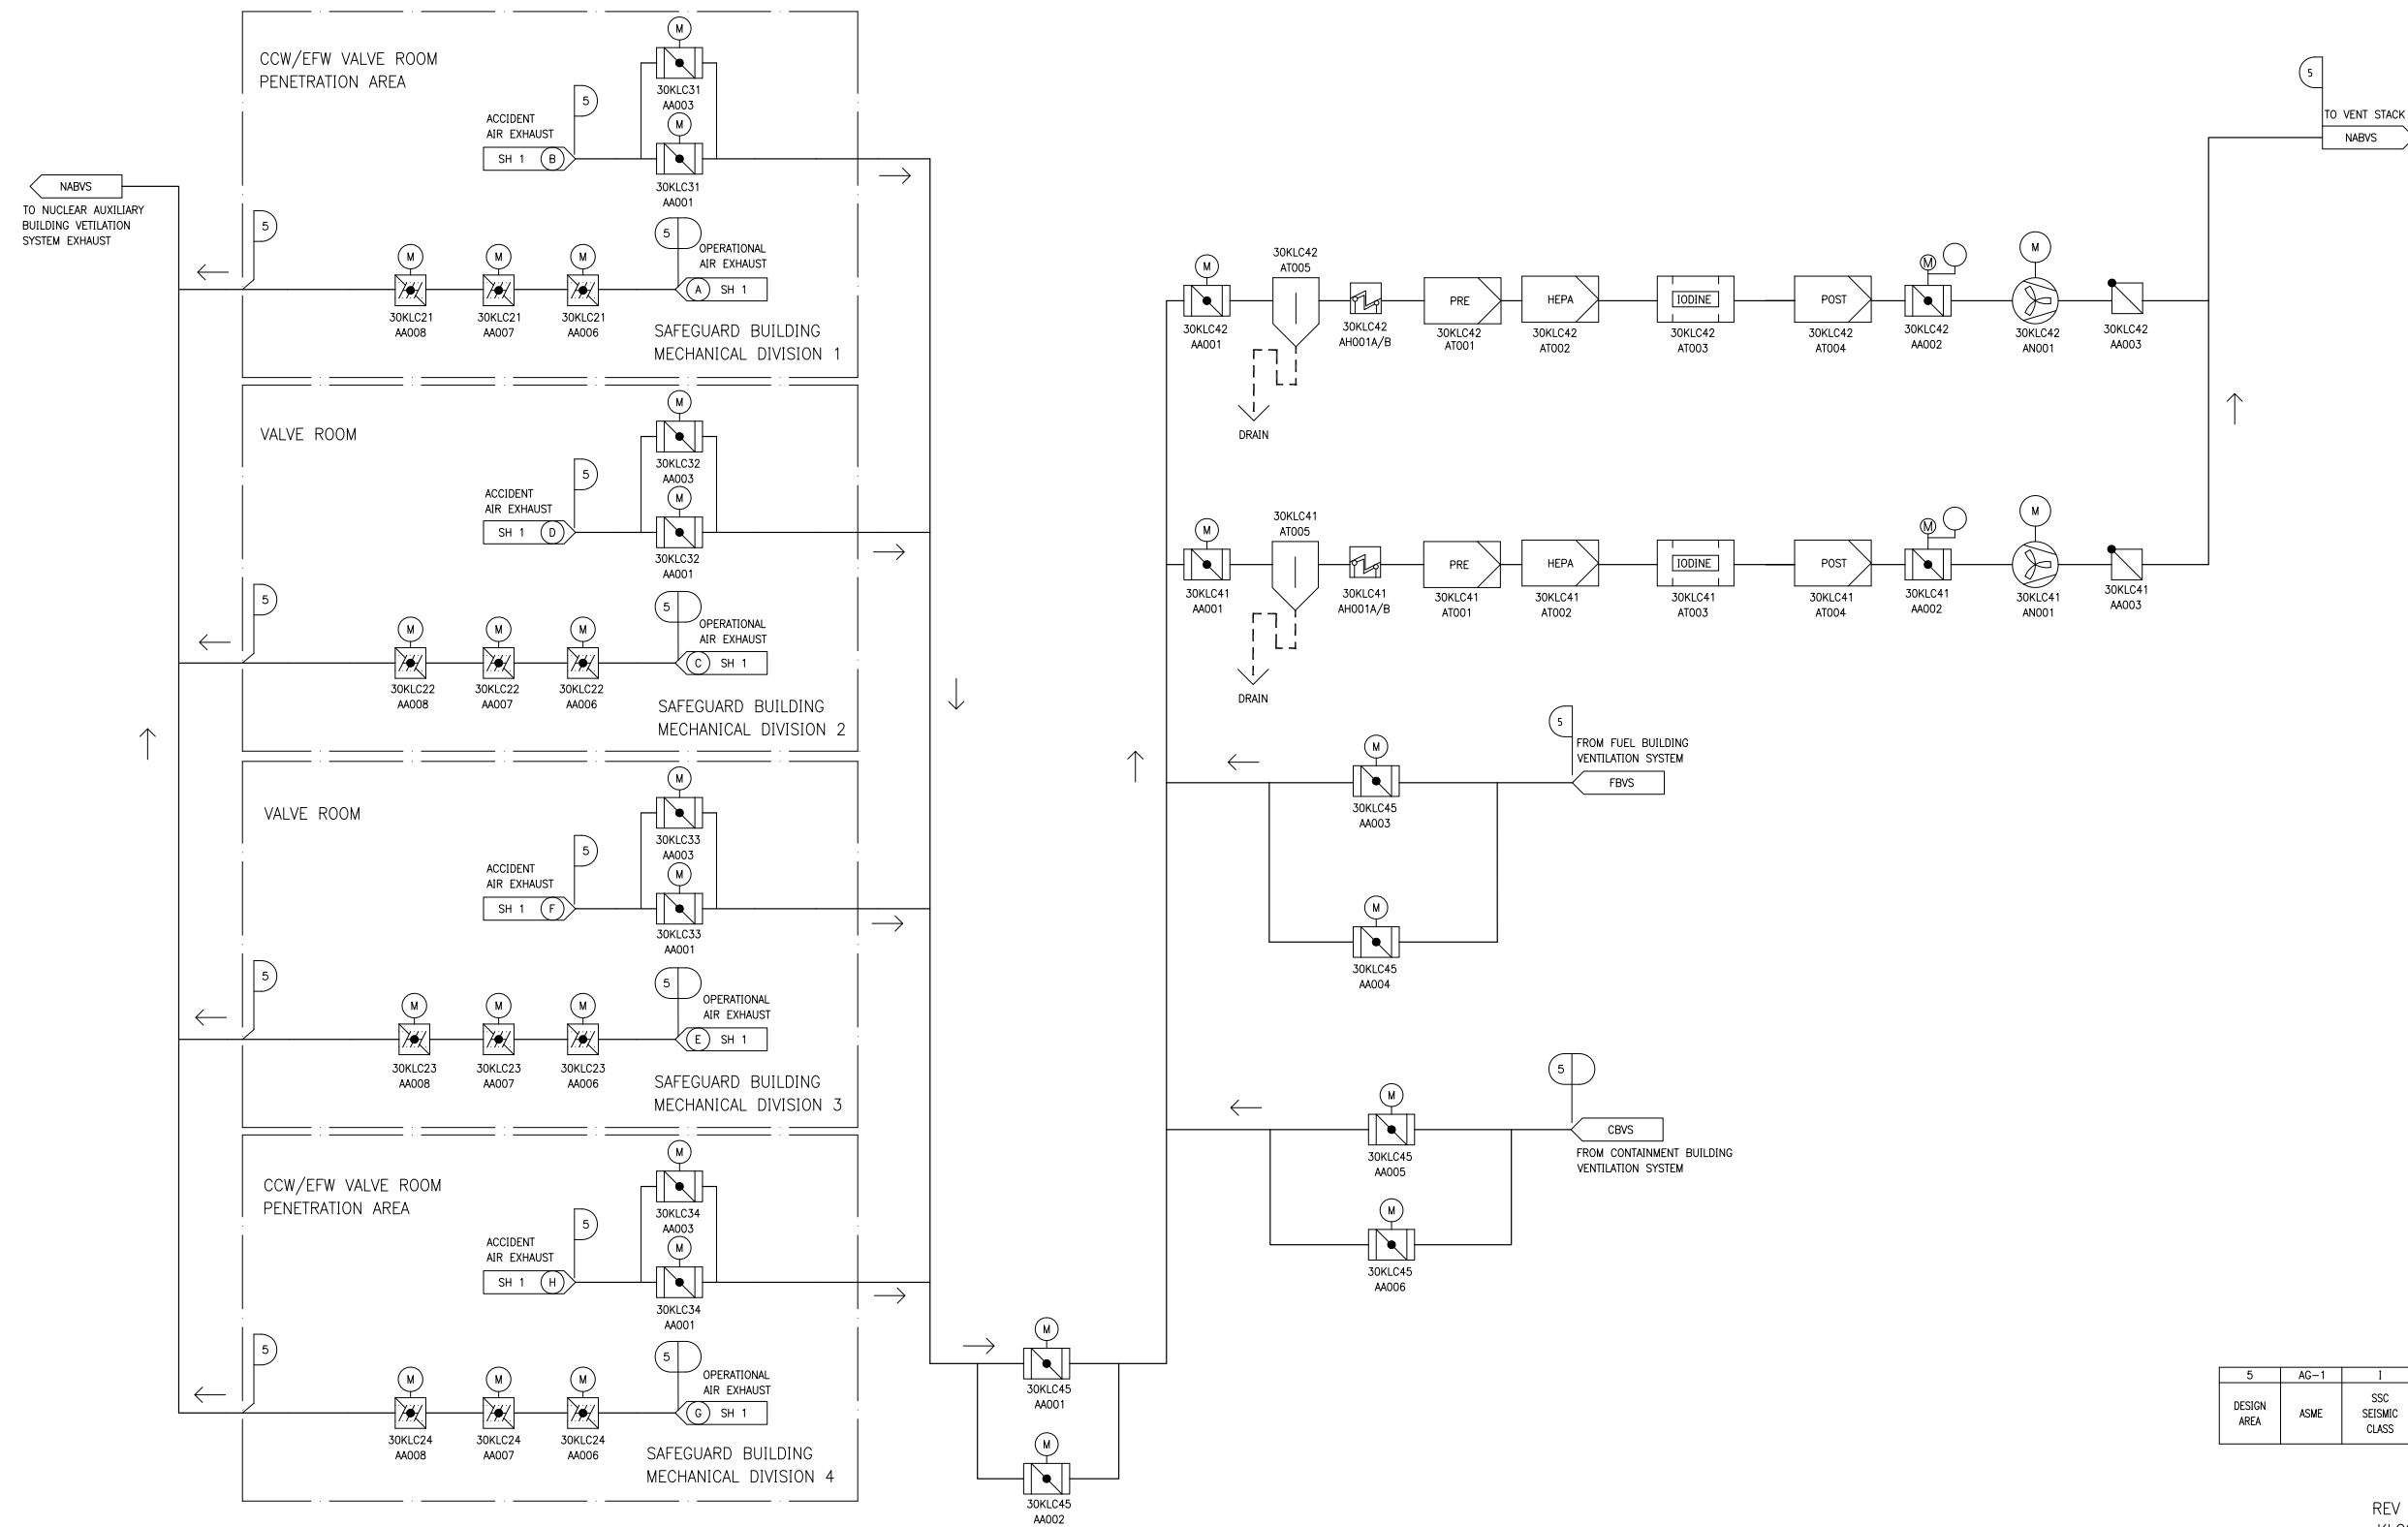 CCW/EFW VALVE ROOM
PENETRATION AREA
M
30KLC31
AA003
5
ACCIDENT
AIR EXHAUST
SH 1 B
M
30KLC31
AA001
NABVS
TO NUCLEAR AUXILIARY
BUILDING VETILATION
SYSTEM EXHAUST
5
M
30KLC21
AA008
M
30KLC21
AA007
M
30KLC21
AA006
5
OPERATIONAL
AIR EXHAUST
A SH 1
SAFEGUARD BUILDING
MECHANICAL DIVISION 1
VALVE ROOM
M
30KLC32
AA003
5
ACCIDENT
AIR EXHAUST
SH 1 D
M
30KLC32
AA001
5
M
30KLC22
AA008
M
30KLC22
AA007
M
30KLC22
AA006
5
OPERATIONAL
AIR EXHAUST
C SH 1
SAFEGUARD BUILDING
MECHANICAL DIVISION 2
VALVE ROOM
M
30KLC33
AA003
5
ACCIDENT
AIR EXHAUST
SH 1 F
M
30KLC33
AA001
5
M
30KLC23
AA008
M
30KLC23
AA007
M
30KLC23
AA006
5
OPERATIONAL
AIR EXHAUST
E SH 1
SAFEGUARD BUILDING
MECHANICAL DIVISION 3
CCW/EFW VALVE ROOM
PENETRATION AREA
M
30KLC34
AA003
5
ACCIDENT
AIR EXHAUST
SH 1 H
M
30KLC34
AA001
5
M
30KLC24
AA008
M
30KLC24
AA007
M
30KLC24
AA006
5
OPERATIONAL
AIR EXHAUST
G SH 1
SAFEGUARD BUILDING
MECHANICAL DIVISION 4
M
30KLC45
AA001
M
30KLC45
AA002
5
TO VENT STACK
NABVS
M
30KLC42
AA001
30KLC42
AT005
DRAIN
30KLC42
AH001A/B
PRE
30KLC42
AT001
HEPA
30KLC42
AT002
IODINE
30KLC42
AT003
POST
30KLC42
AT004
M
30KLC42
AA002
M
30KLC42
AN001
30KLC42
AA003
M
30KLC41
AA001
30KLC41
AT005
DRAIN
30KLC41
AH001A/B
PRE
30KLC41
AT001
HEPA
30KLC41
AT002
IODINE
30KLC41
AT003
POST
30KLC41
AT004
M
30KLC41
AA002
M
30KLC41
AN001
30KLC41
AA003
5
FROM FUEL BUILDING
VENTILATION SYSTEM
FBVS
M
30KLC45
AA003
M
30KLC45
AA004
5
CBVS
FROM CONTAINMENT BUILDING
VENTILATION SYSTEM
M
30KLC45
AA005
M
30KLC45
AA006
5 AG-1 I
DESIGN
AREA
ASME
SSC
SEISMIC
CLASS
REV